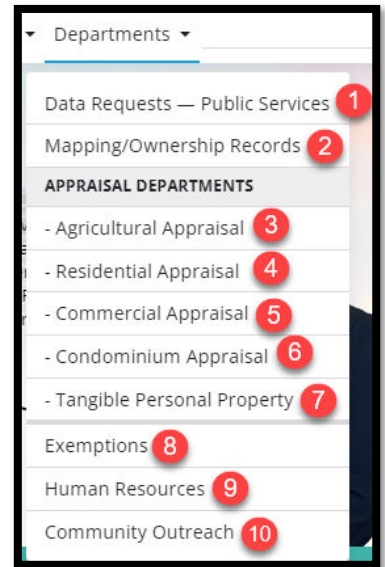 Departments
Data Requests — Public Services 1
Mapping/Ownership Records 2
APPRAISAL DEPARTMENTS
- Agricultural Appraisal 3
- Residential Appraisal 4
- Commercial Appraisal 5
- Condominium Appraisal 6
- Tangible Personal Property 7
Exemptions 8
Human Resources 9
Community Outreach 10